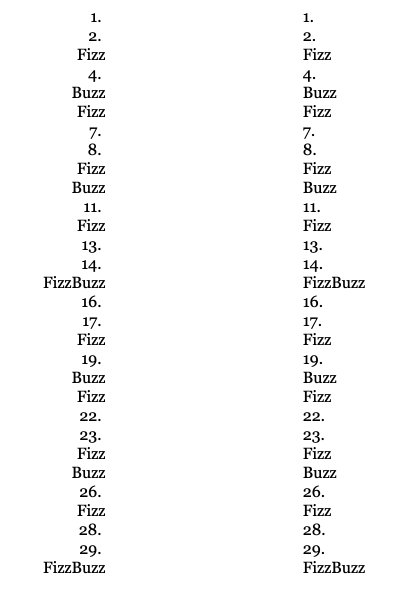 1.
2.
Fizz
4.
Buzz
Fizz
7.
8.
Fizz
Buzz
11.
Fizz
13.
14.
FizzBuzz
16.
17.
Fizz
19.
Buzz
Fizz
22.
23.
Fizz
Buzz
26.
Fizz
28.
29.
FizzBuzz
1.
2.
Fizz
4.
Buzz
Fizz
7.
8.
Fizz
Buzz
11.
Fizz
13.
14.
FizzBuzz
16.
17.
Fizz
19.
Buzz
Fizz
22.
23.
Fizz
Buzz
26.
Fizz
28.
29.
FizzBuzz